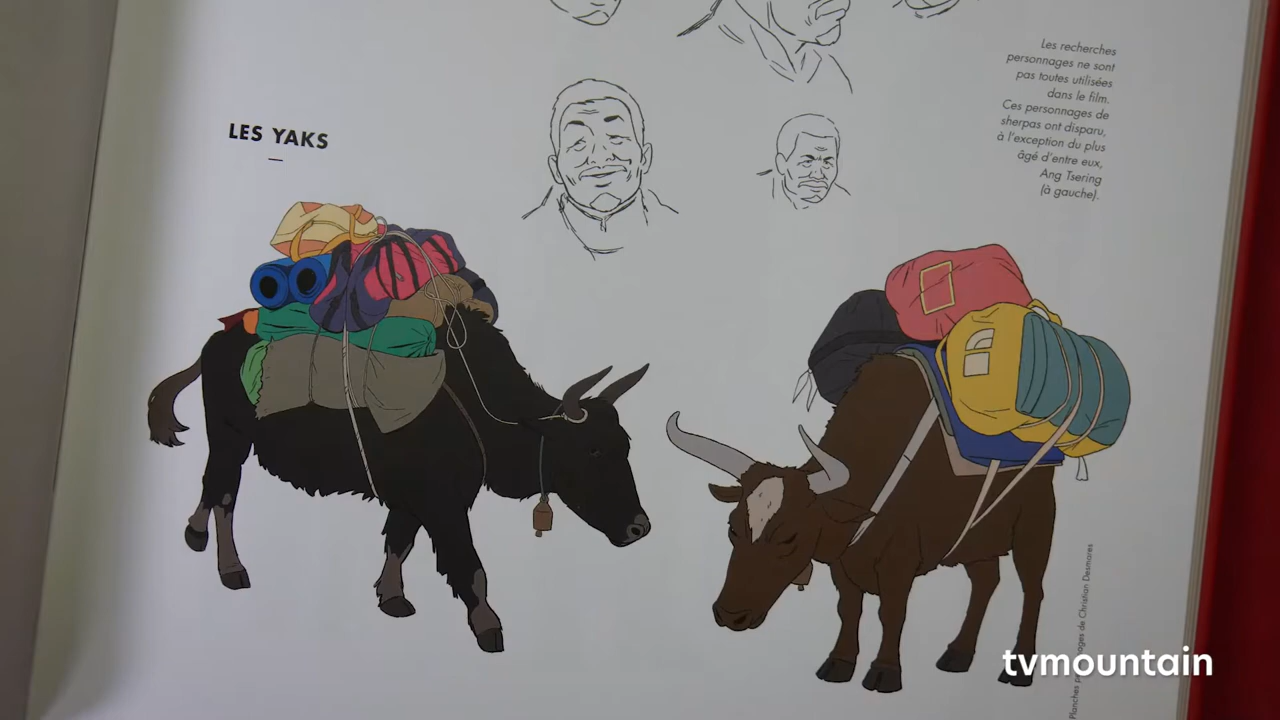 Les recherches
personnages ne sont
pas toutes utilisées
dans le film.
Ces personnages de
sherpas ont disparu,
à l'exception du plus
âgé d'entre eux,
Ang Tsering
(à gauche).
LES YAKS
Planches
de Christian Desmares
tvmountain